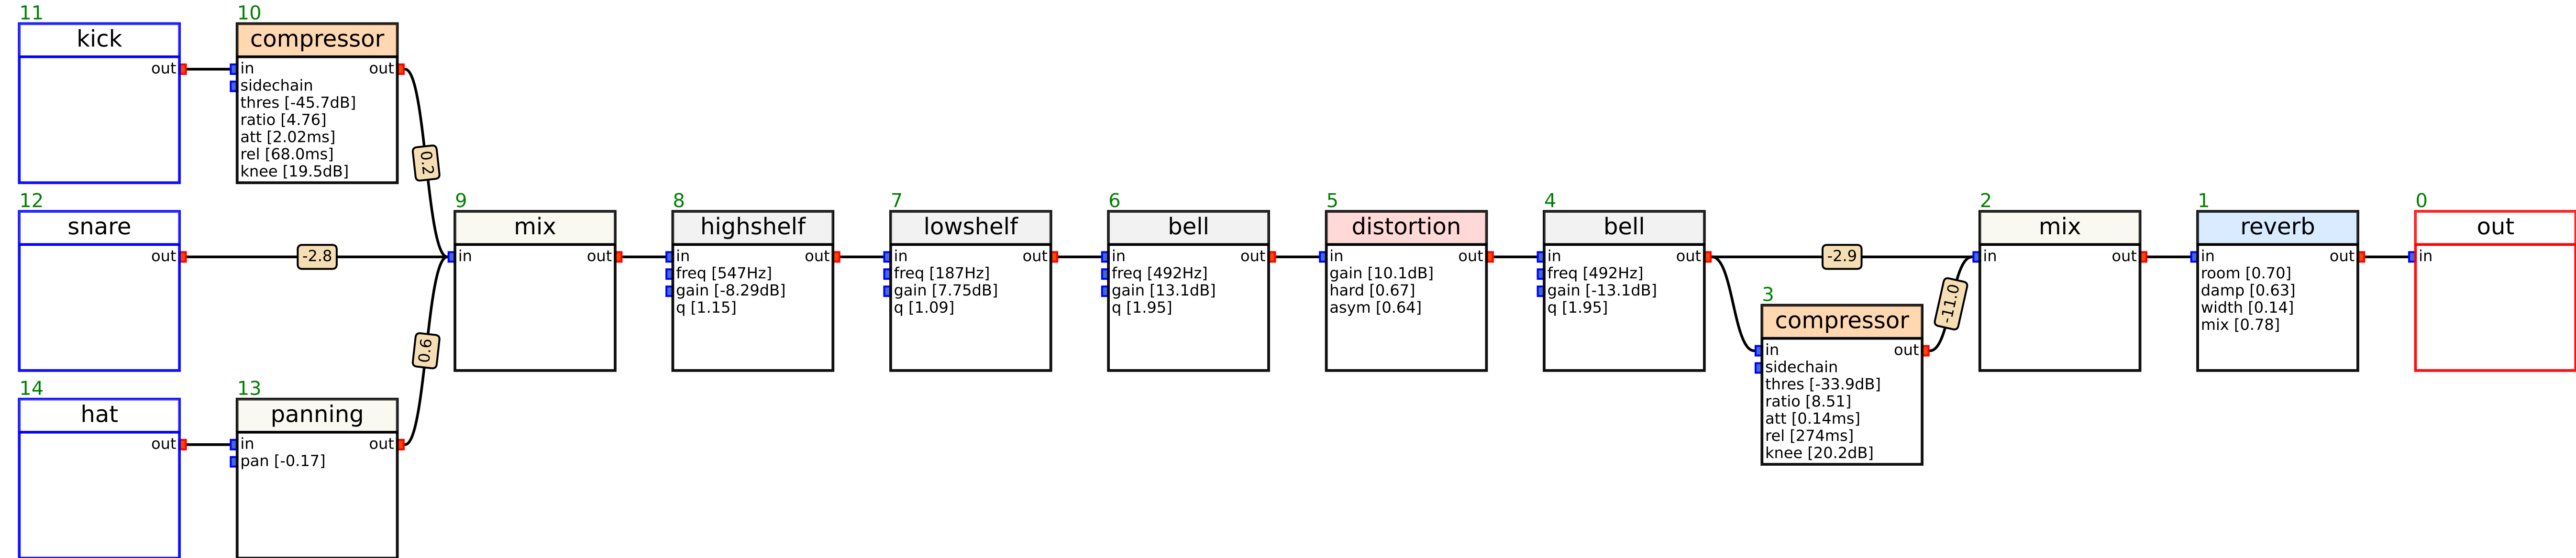 11
kick
out
10
compressor
in out
sidechain
thres [-45.7dB]
ratio [4.76]
att [2.02ms]
rel [68.0ms]
knee [19.5dB]
0.2
12
snare
out
-2.8
14
hat
out
13
panning
in out
pan [-0.17]
0.6
9
mix
in out
8
highshelf
in out
freq [547Hz]
gain [-8.29dB]
q [1.15]
7
lowshelf
in out
freq [187Hz]
gain [7.75dB]
q [1.09]
6
bell
in out
freq [492Hz]
gain [13.1dB]
q [1.95]
5
distortion
in out
gain [10.1dB]
hard [0.67]
asym [0.64]
4
bell
in out
freq [492Hz]
gain [-13.1dB]
q [1.95]
-2.9
3
compressor
in out
sidechain
thres [-33.9dB]
ratio [8.51]
att [0.14ms]
rel [274ms]
knee [20.2dB]
-11.0
2
mix
in out
1
reverb
in out
room [0.70]
damp [0.63]
width [0.14]
mix [0.78]
0
out
in